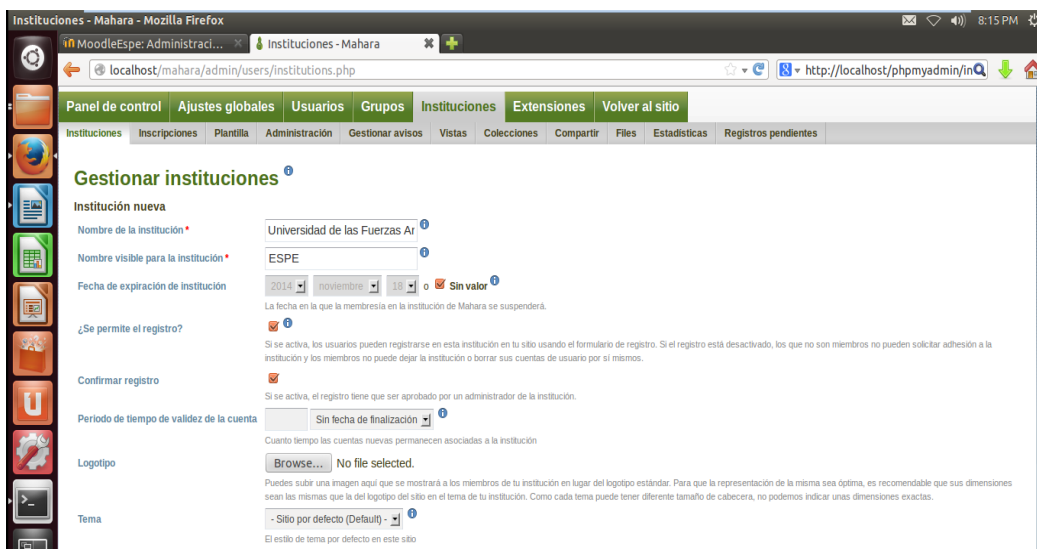 Instituciones - Mahara - Mozilla Firefox 8:15 PM
MoodleEspe: Administraci... Instituciones - Mahara
localhost/mahara/admin/users/institutions.php http://localhost/phpmyadmin/in
Panel de control Ajustes globales Usuarios Grupos Instituciones Extensiones Volver al sitio
Instituciones Inscripciones Plantilla Administración Gestionar avisos Vistas Colecciones Compartir Files Estadísticas Registros pendientes
Gestionar instituciones
Institución nueva
Nombre de la institución * Universidad de las Fuerzas Ar
Nombre visible para la institución * ESPE
Fecha de expiración de institución 2014 noviembre 18 o Sin valor
La fecha en la que la membresía en la institución de Mahara se suspenderá.
¿Se permite el registro?
Si se activa, los usuarios pueden registrarse en esta institución en tu sitio usando el formulario de registro. Si el registro está desactivado, los que no son miembros no pueden solicitar adhesión a la
institución y los miembros no puede dejar la institución o borrar sus cuentas de usuario por sí mismos.
Confirmar registro
Si se activa, el registro tiene que ser aprobado por un administrador de la institución.
Periodo de tiempo de validez de la cuenta Sin fecha de finalización
Cuanto tiempo las cuentas nuevas permanecen asociadas a la institución
Logotipo Browse... No file selected.
Puedes subir una imagen aquí que se mostrará a los miembros de tu institución en lugar del logotipo estándar. Para que la representación de la misma sea óptima, es recomendable que sus dimensiones
sean las mismas que la del logotipo del sitio en el tema de tu institución. Como cada tema puede tener diferente tamaño de cabecera, no podemos indicar unas dimensiones exactas.
Tema - Sitio por defecto (Default) -
El estilo de tema por defecto en este sitio